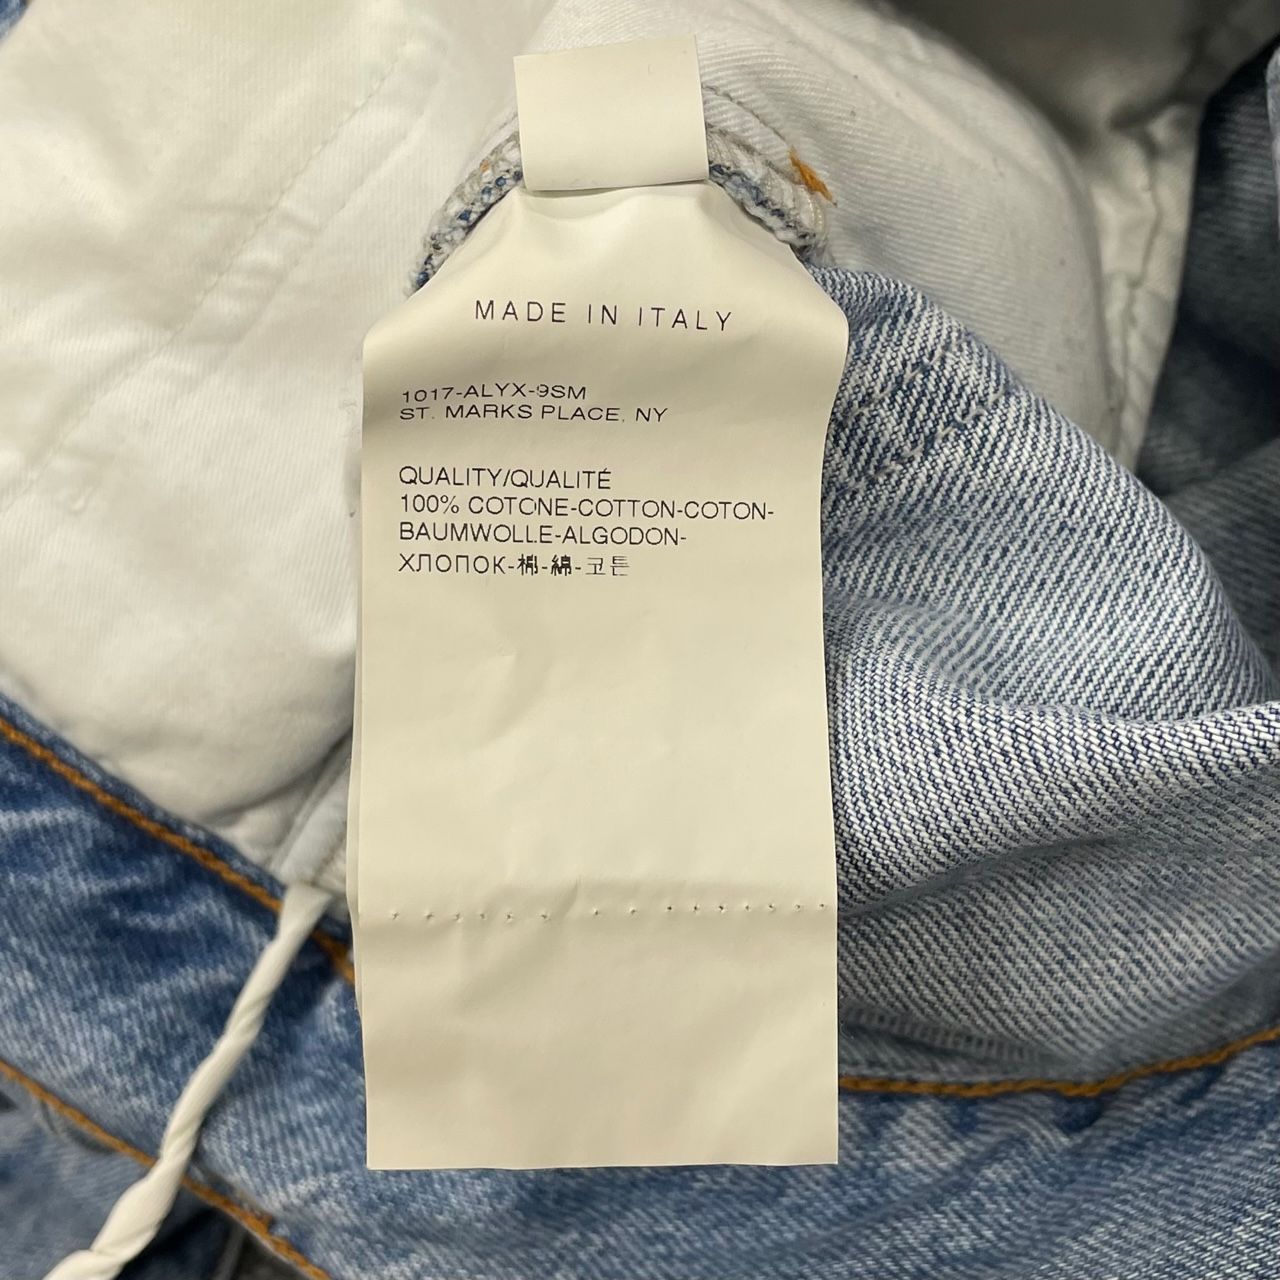 MADE IN ITALY
1017-ALYX-9SM
ST. MARKS PLACE, NY
QUALITY/QUALITÉ
100% COTONE-COTTON-COTON-
BAUMWOLLE-ALGODON-
ХЛОПОК-棉-綿-코튼